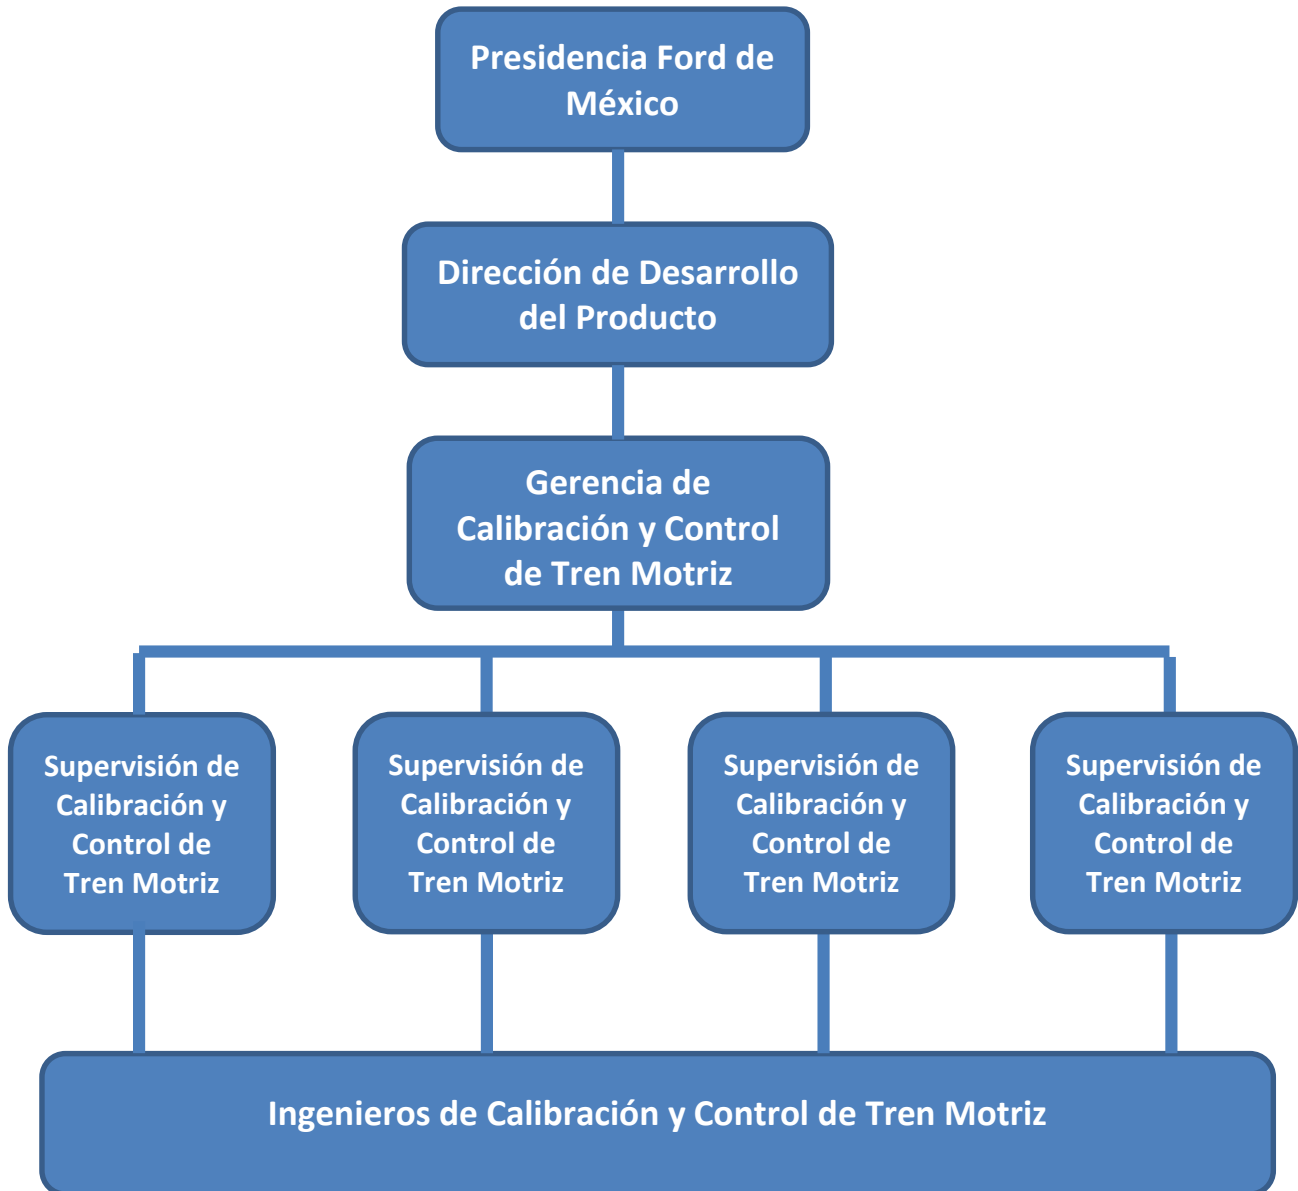 Presidencia Ford de
México
Dirección de Desarrollo
del Producto
Gerencia de
Calibración y Control
de Tren Motriz
Supervisión de
Calibración y
Control de
Tren Motriz
Supervisión de
Calibración y
Control de
Tren Motriz
Supervisión de
Calibración y
Control de
Tren Motriz
Supervisión de
Calibración y
Control de
Tren Motriz
Ingenieros de Calibración y Control de Tren Motriz